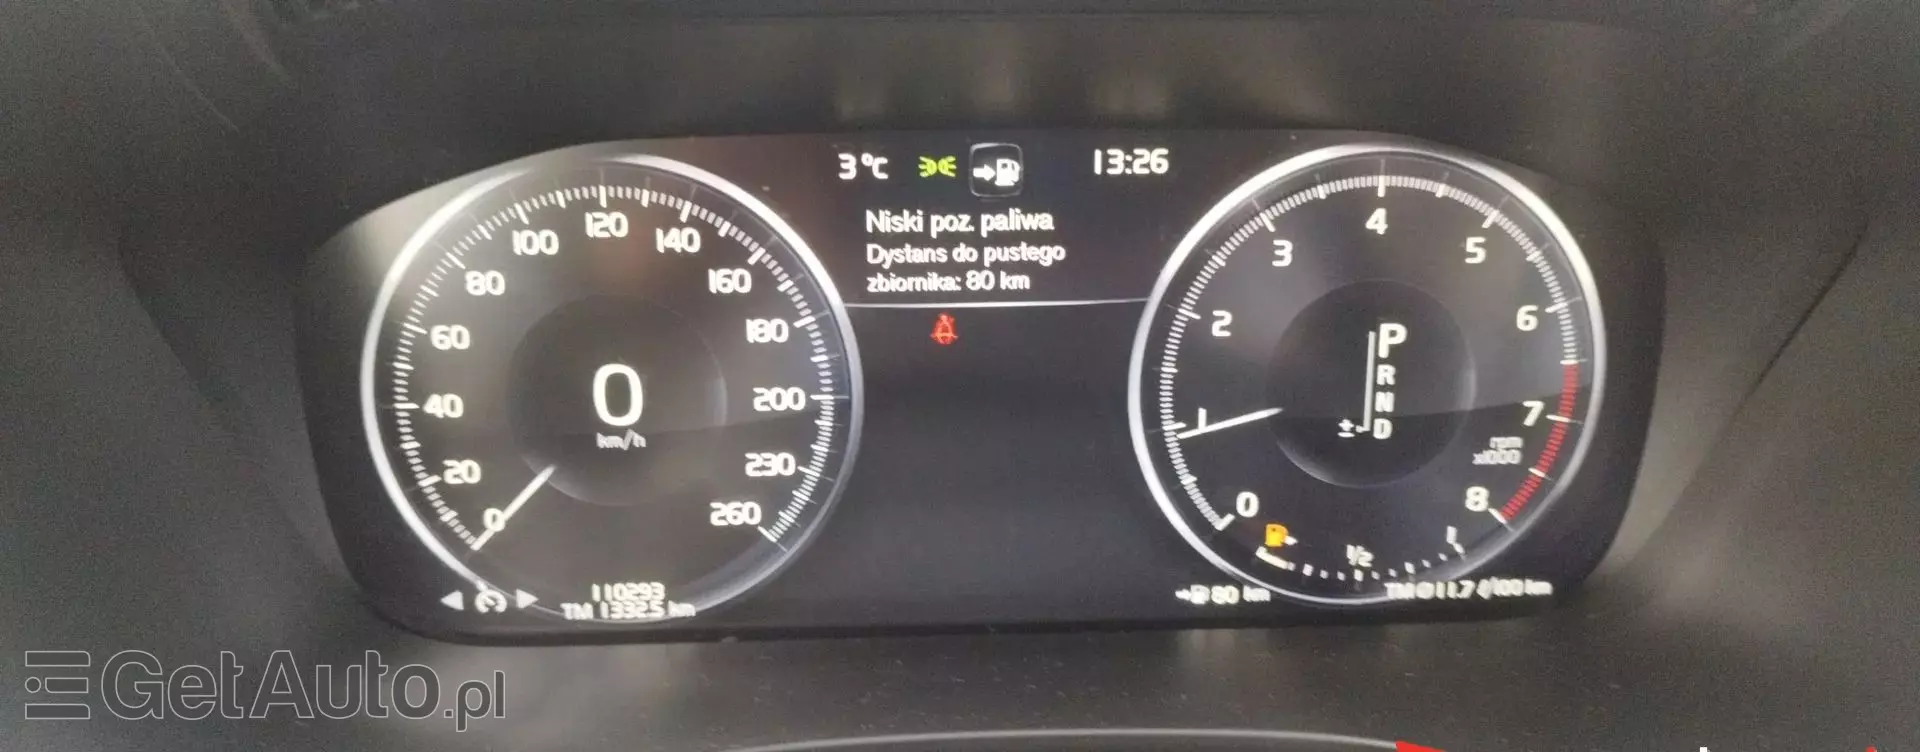 3°C
13:26
Niski poz. paliwa
Dystans do pustego
zbiornika: 80 km
0
20
40
60
80
100
120
140
160
180
200
230
260
0
km/h
110293
TM 1332.5 km
0
1
2
3
4
5
6
7
8
rpm
x1000
P
R
N
D
±
1/2
1
80 km
TM Ø 11.7 l/100 km
GetAuto.pl